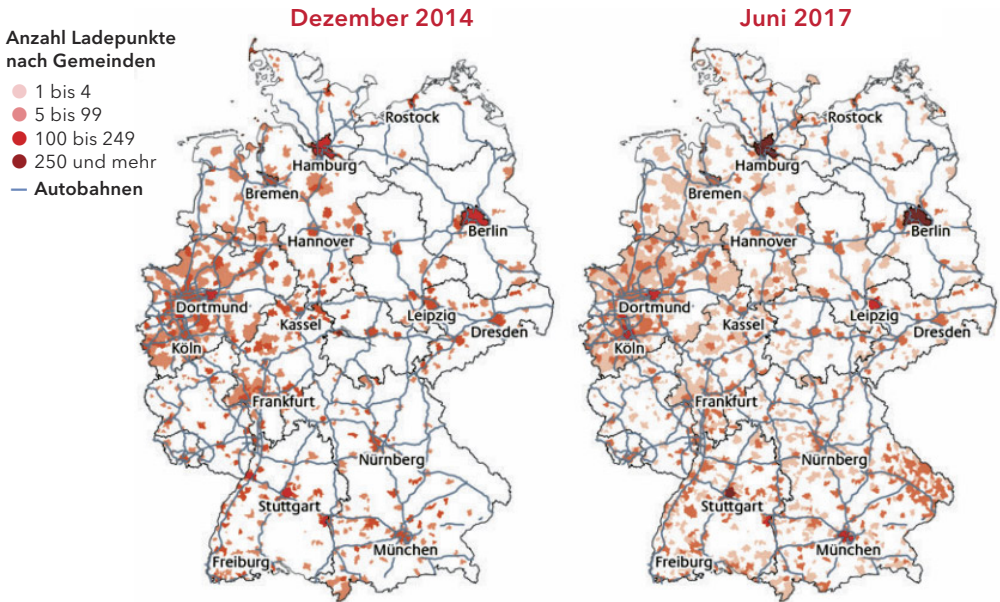 Dezember 2014
Juni 2017
Anzahl Ladepunkte
nach Gemeinden
1 bis 4
5 bis 99
100 bis 249
250 und mehr
Autobahnen
Rostock
Hamburg
Bremen
Berlin
Hannover
Dortmund
Kassel
Leipzig
Dresden
Köln
Frankfurt
Nürnberg
Stuttgart
München
Freiburg
Rostock
Hamburg
Bremen
Berlin
Hannover
Dortmund
Kassel
Leipzig
Dresden
Köln
Frankfurt
Nürnberg
Stuttgart
München
Freiburg